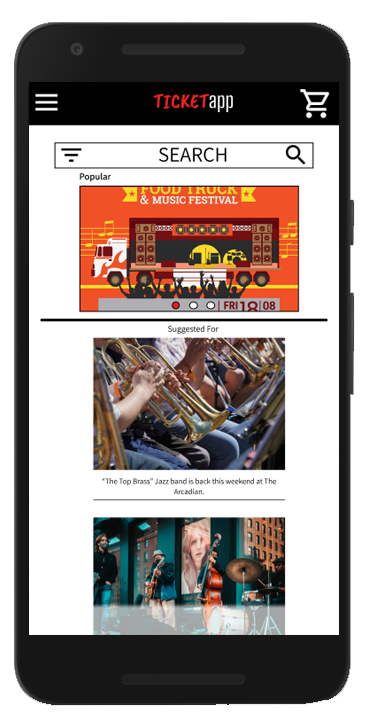 TICKETapp
SEARCH
Popular
FOOD TRUCK
& MUSIC FESTIVAL
FRI 18 08
Suggested For
"The Top Brass" Jazz band is back this weekend at The
Arcadian.